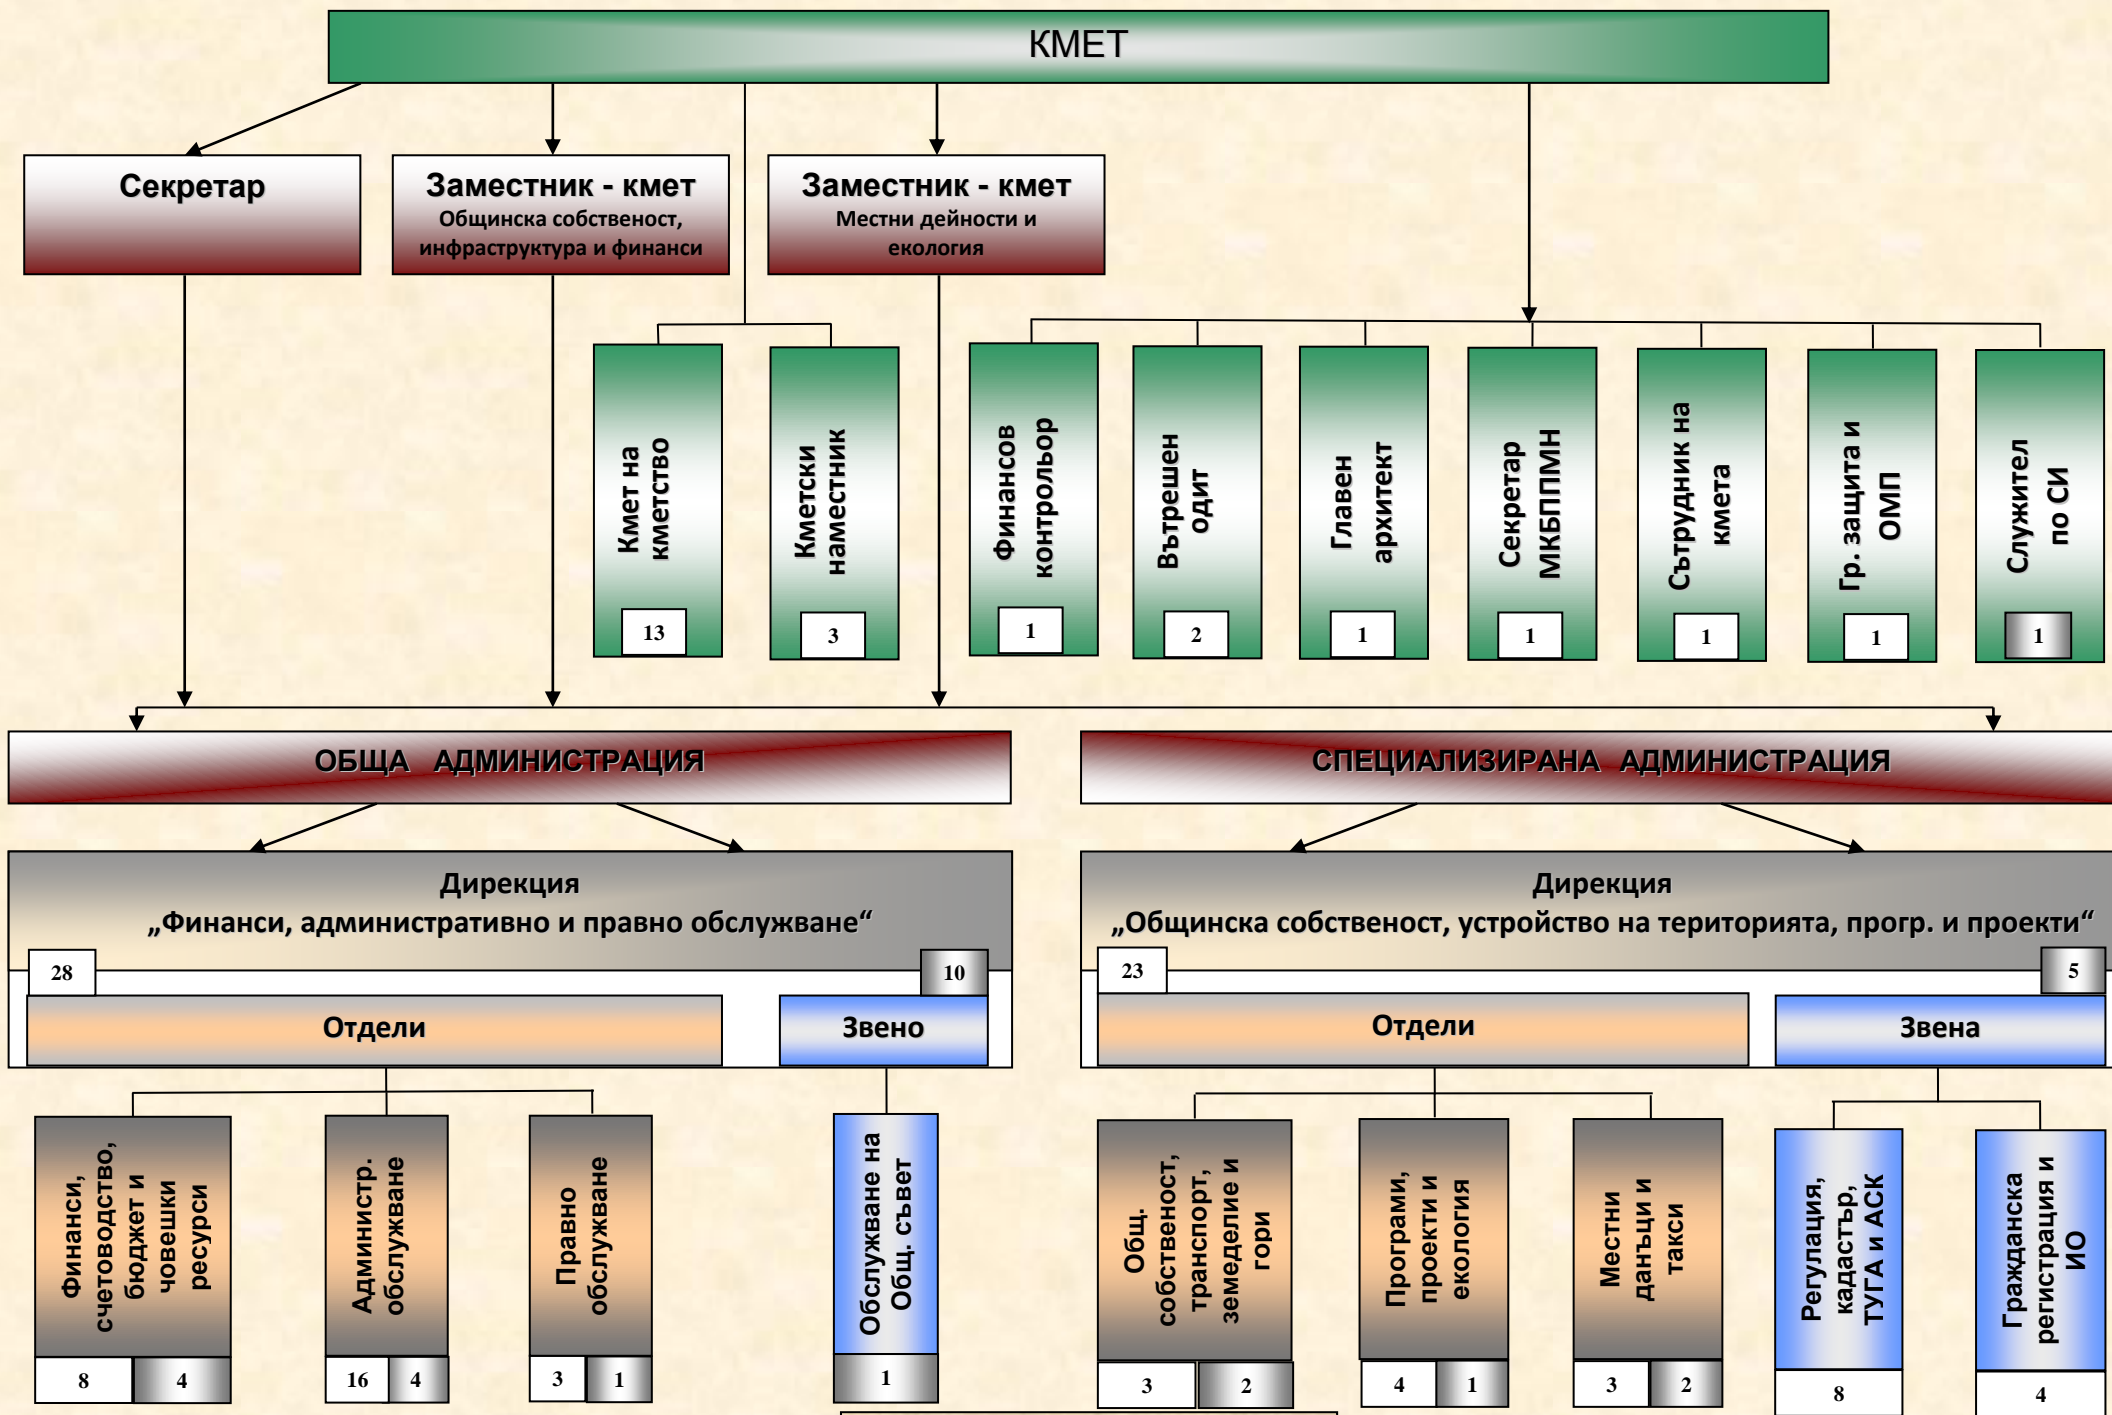 КМЕТ
Секретар
Заместник - кмет
Общинска собственост,
инфраструктура и финанси
Заместник - кмет
Местни дейности и
екология
Кмет на
кметство
13
Кметски
наместник
3
Финансов
контрольор
1
Вътрешен
одит
2
Главен
архитект
1
Секретар
МКБППМН
1
Сътрудник на
кмета
1
Гр. защита и
ОМП
1
Служител
по СИ
1
ОБЩА АДМИНИСТРАЦИЯ
СПЕЦИАЛИЗИРАНА АДМИНИСТРАЦИЯ
Дирекция
„Финанси, административно и правно обслужване“
28
10
Отдели
Звено
Дирекция
„Общинска собственост, устройство на територията, прогр. и проекти“
23
5
Отдели
Звена
Финанси,
счетоводство,
бюджет и
човешки
ресурси
8
4
Администр.
обслужване
16
4
Правно
обслужване
3
1
Обслужване на
Общ. съвет
1
Общ.
собственост,
транспорт,
земеделие и
гори
3
2
Програми,
проекти и
екология
4
1
Местни
данъци и
такси
3
2
Регулация,
кадастър,
ТУГА и АСК
8
Гражданска
регистрация и
ИО
4